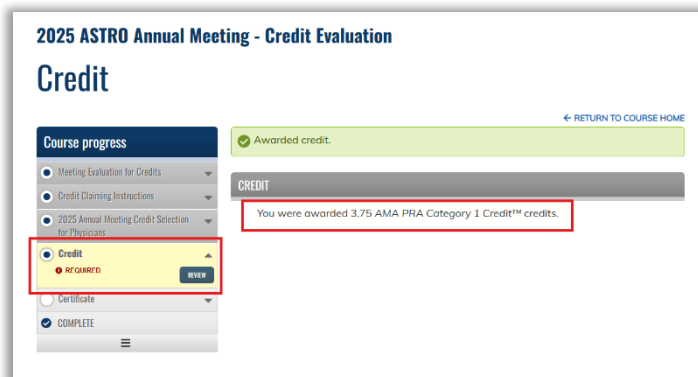 2025 ASTRO Annual Meeting - Credit Evaluation
Credit
← RETURN TO COURSE HOME
Course progress
Meeting Evaluation for Credits
Credit Claiming Instructions
2025 Annual Meeting Credit Selection
for Physicians
Credit
REQUIRED
REVIEW
Certificate
COMPLETE
Awarded credit.
CREDIT
You were awarded 3.75 AMA PRA Category 1 Credit™ credits.